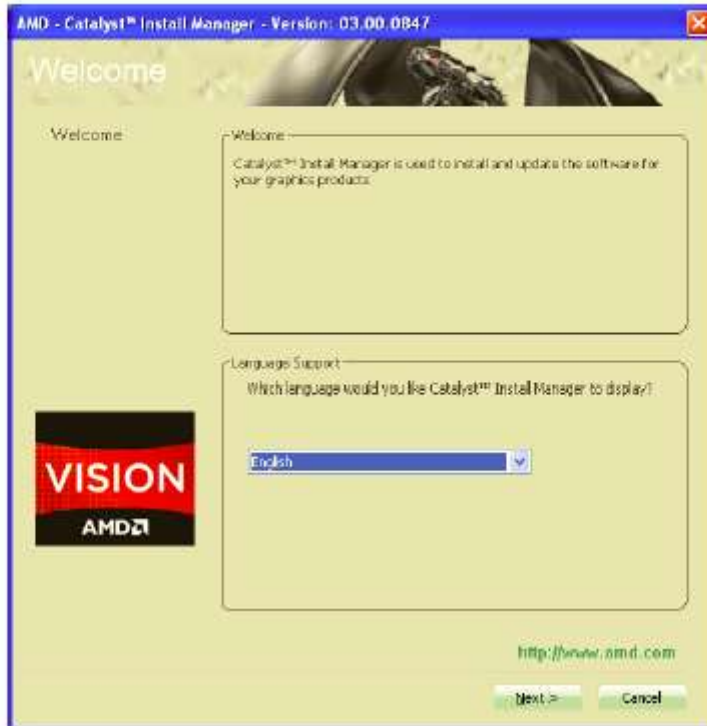 AMD - Catalyst™ Install Manager - Version: 03.00.0847
Welcome
Welcome
Welcome
Catalyst™ Install Manager is used to install and update the software for
your graphics products
Language Support
Which language would you like Catalyst™ Install Manager to display?
English
VISION
AMD
http://www.amd.com
Next >
Cancel